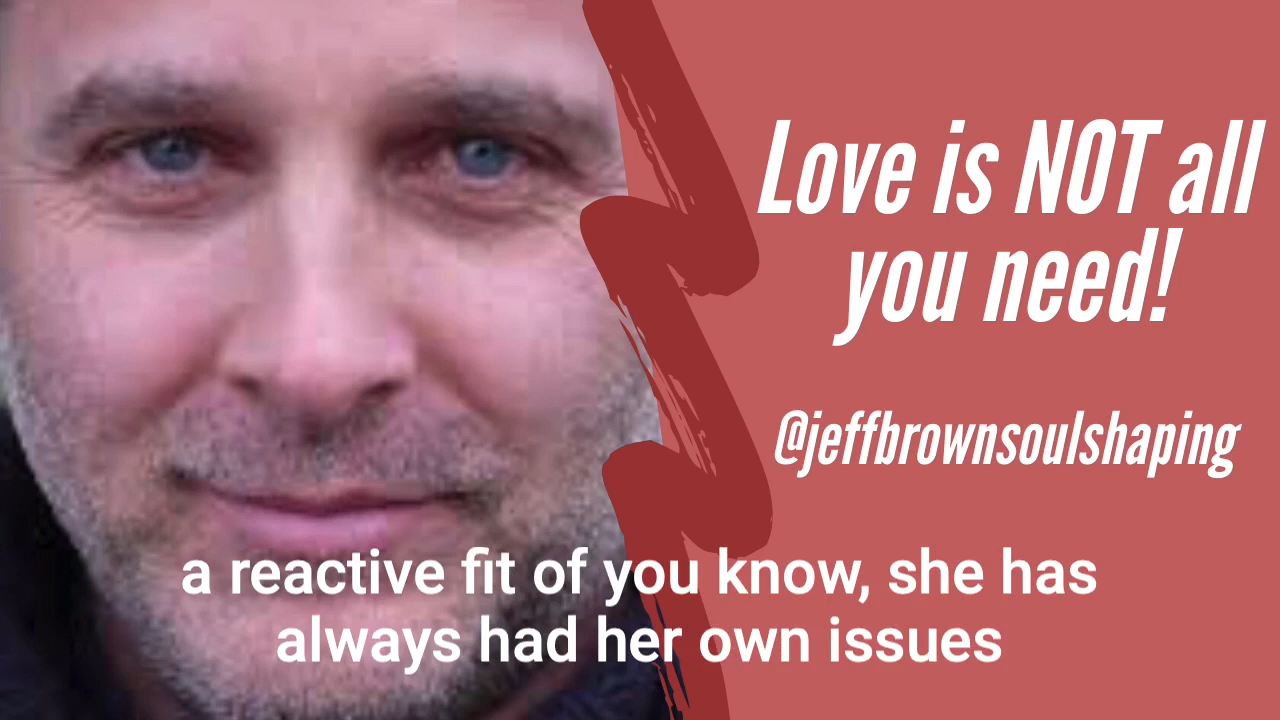 Love is NOT all
you need!
@jeffbrownsoulshaping
a reactive fit of you know, she has
always had her own issues